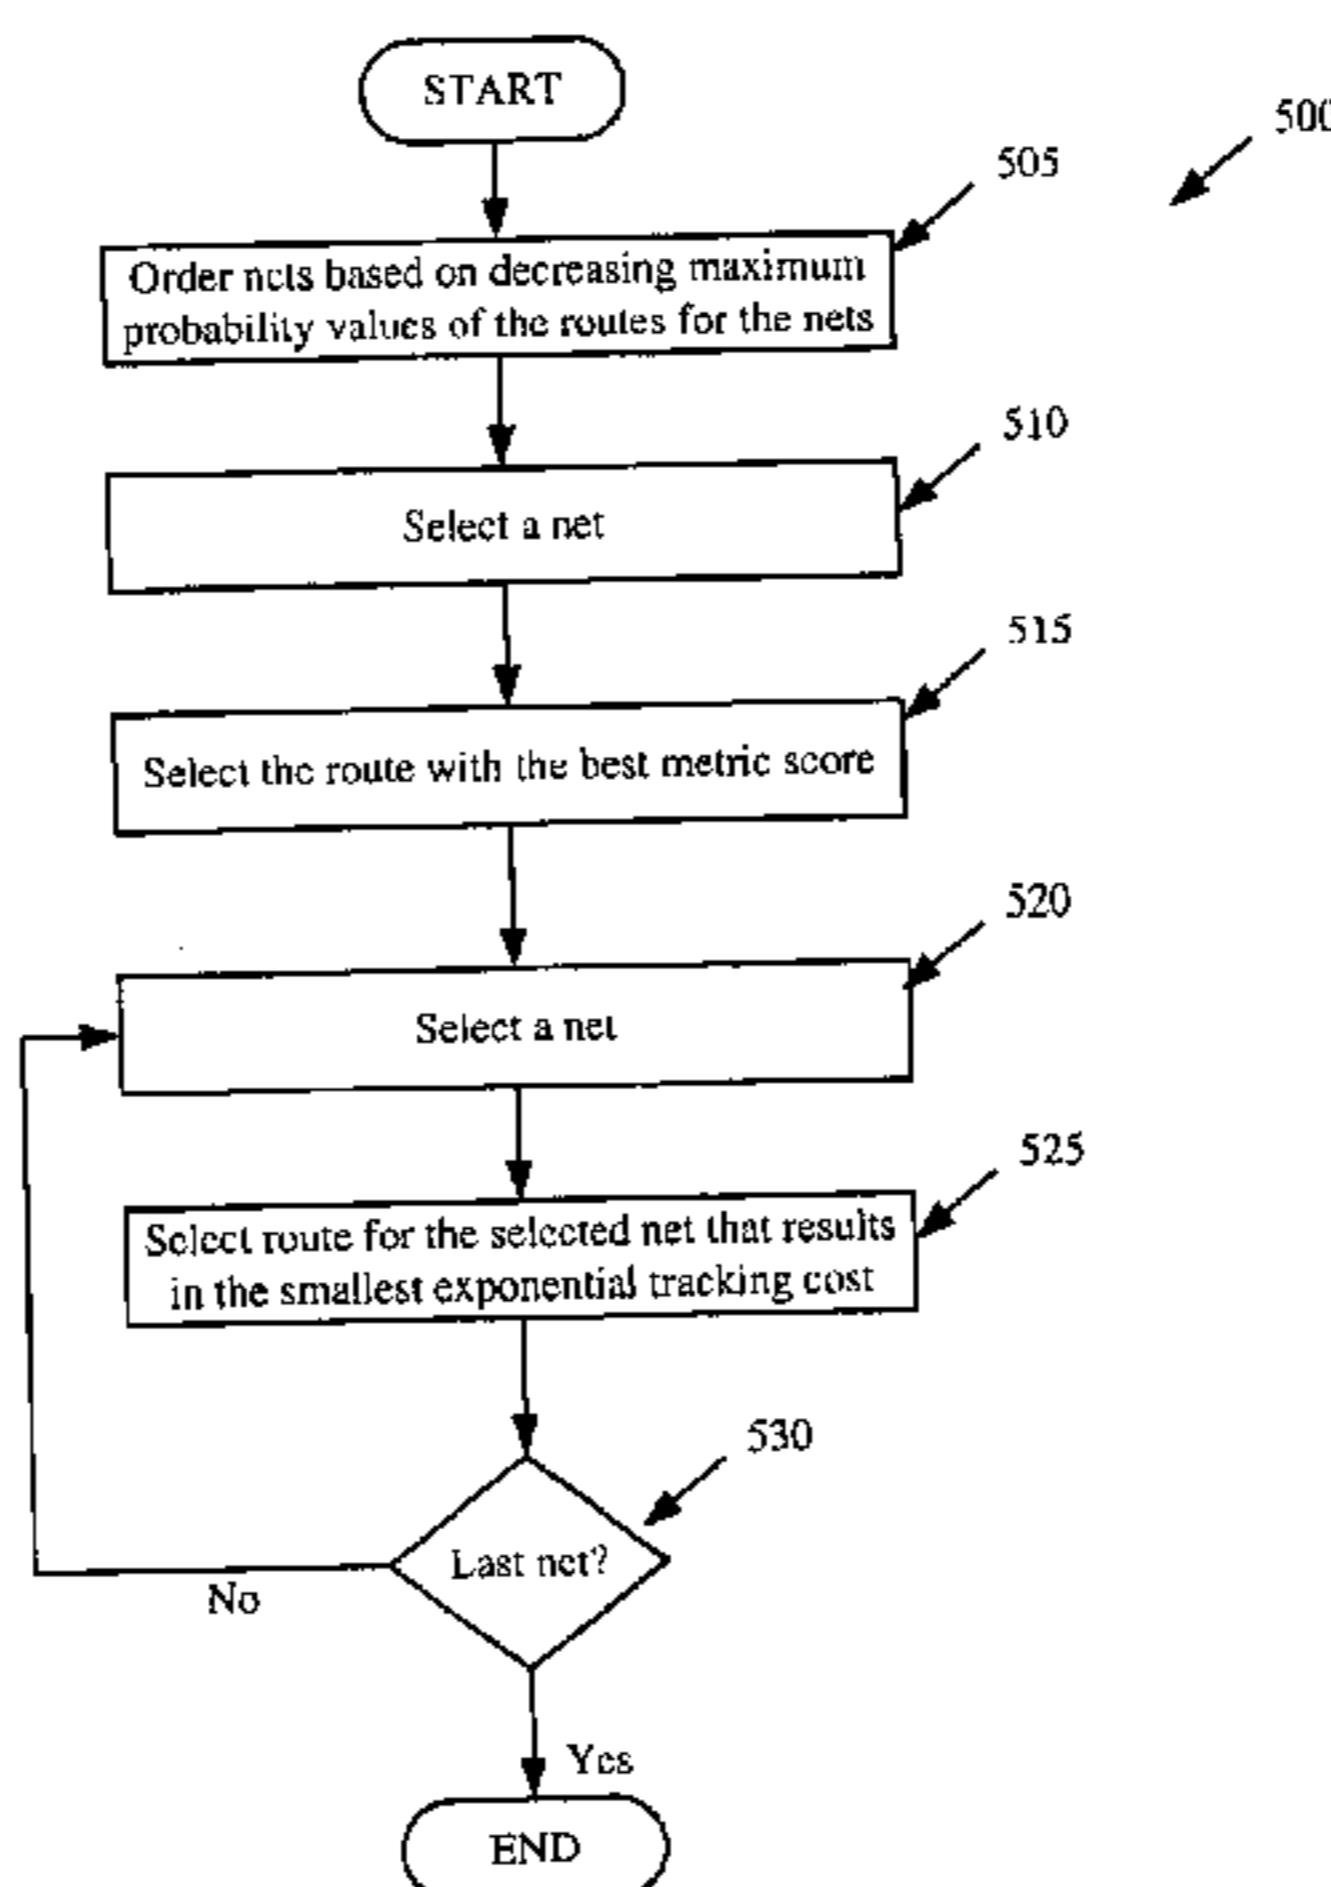 START
500
505
Order nets based on decreasing maximum
probability values of the routes for the nets
510
Select a net
515
Select the route with the best metric score
520
Select a net
525
Select route for the selected net that results
in the smallest exponential tracking cost
530
Last net?
No
Yes
END